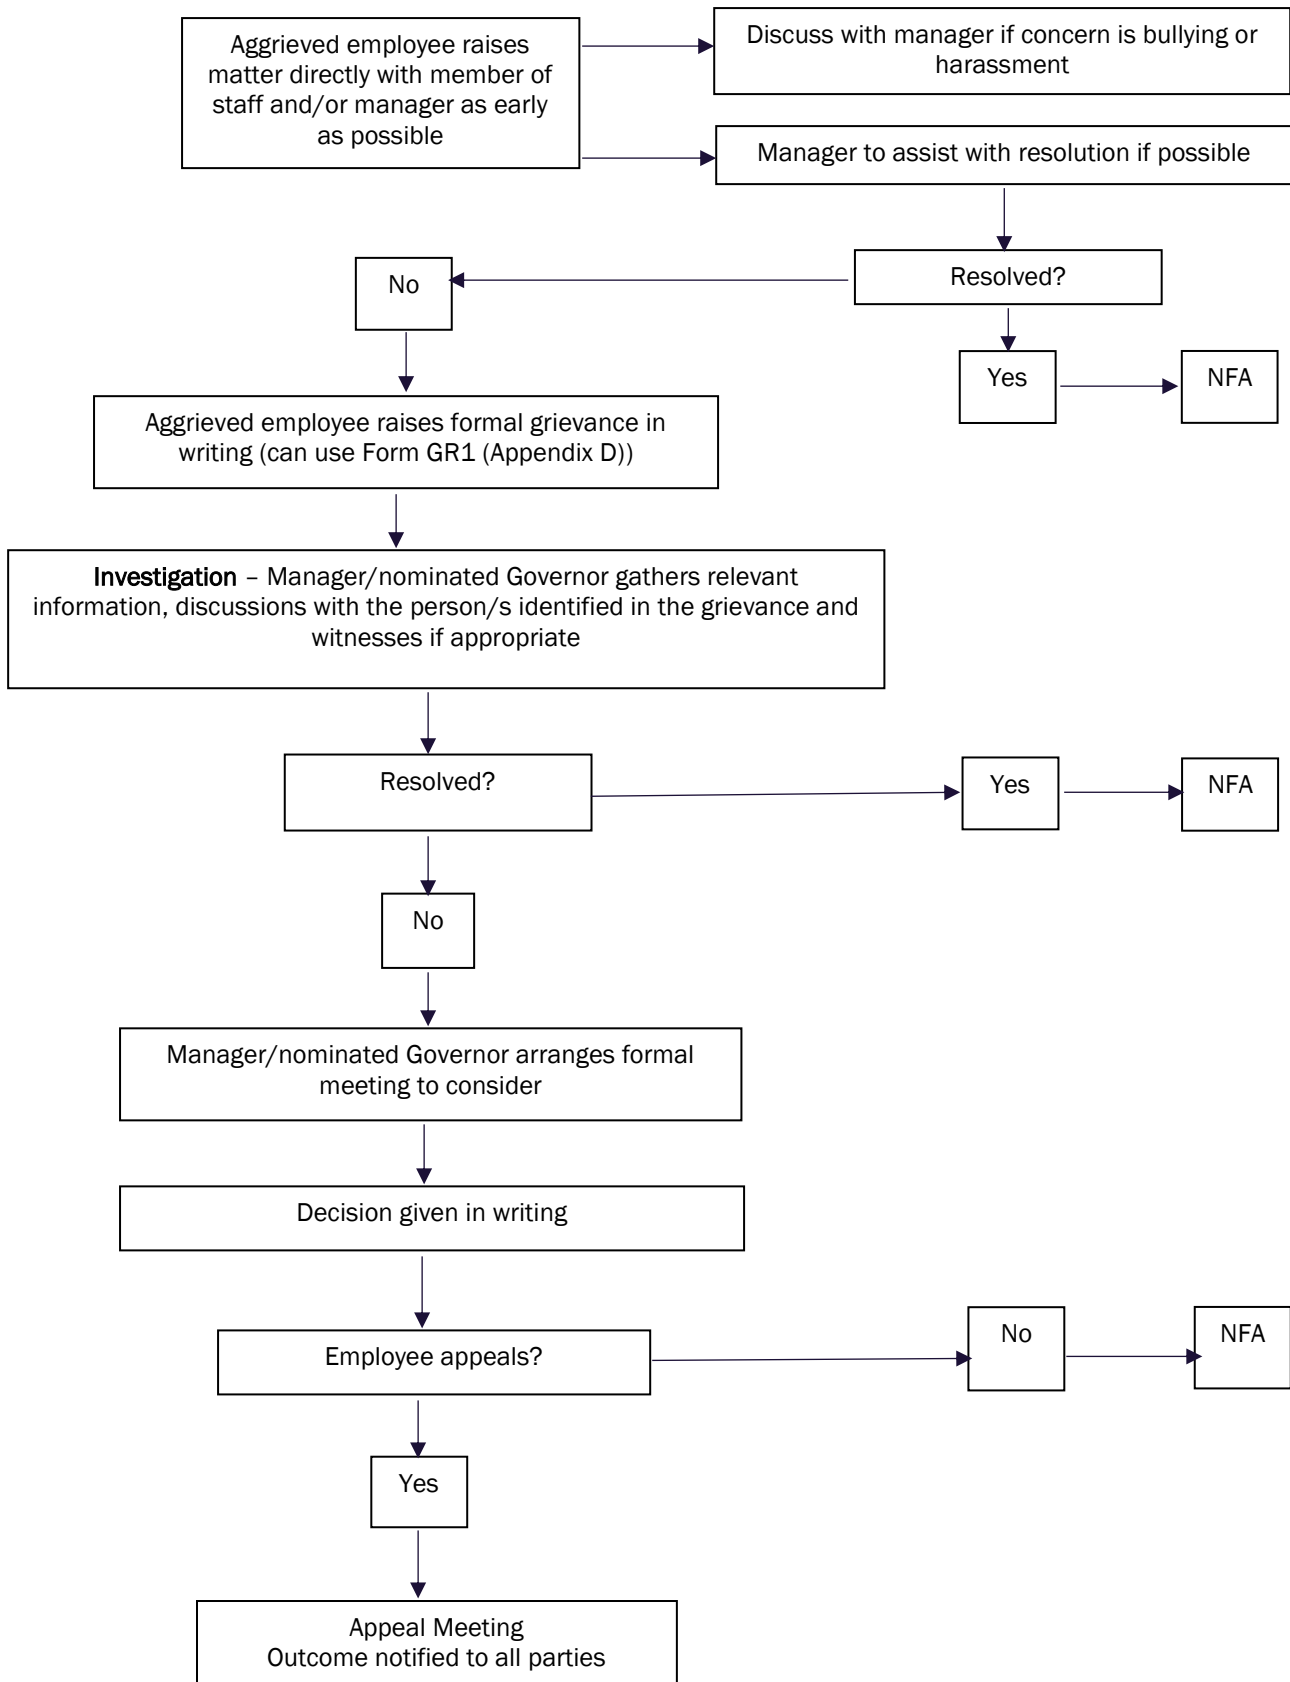 Aggrieved employee raises
matter directly with member of
staff and/or manager as early
as possible
Discuss with manager if concern is bullying or
harassment
Manager to assist with resolution if possible
Resolved?
No
Yes
NFA
Aggrieved employee raises formal grievance in
writing (can use Form GR1 (Appendix D))
Investigation – Manager/nominated Governor gathers relevant
information, discussions with the person/s identified in the grievance and
witnesses if appropriate
Resolved?
Yes
NFA
No
Manager/nominated Governor arranges formal
meeting to consider
Decision given in writing
Employee appeals?
No
NFA
Yes
Appeal Meeting
Outcome notified to all parties